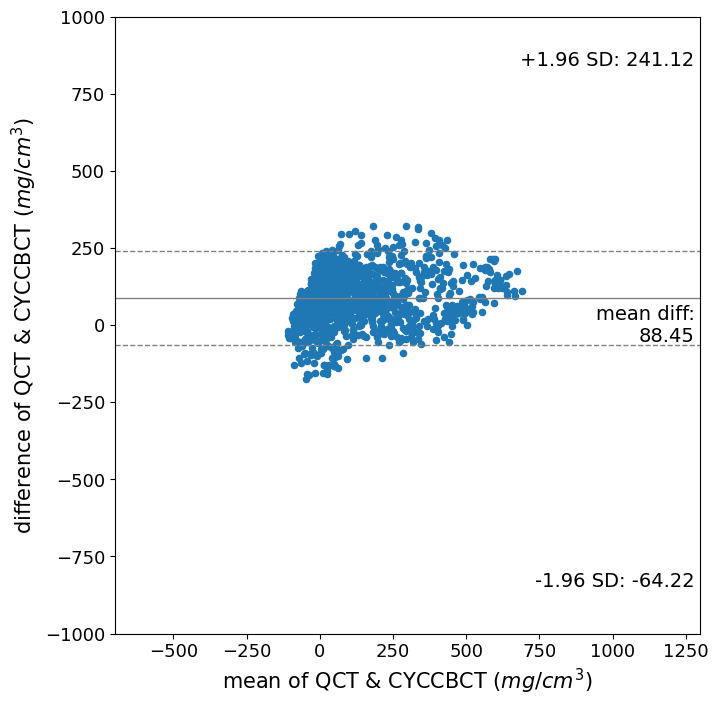 1000
750
500
250
0
−250
−500
−750
−1000
difference of QCT & CYCCBCT (mg/cm³)
+1.96 SD: 241.12
mean diff:
88.45
-1.96 SD: -64.22
−500 −250 0 250 500 750 1000 1250
mean of QCT & CYCCBCT (mg/cm³)